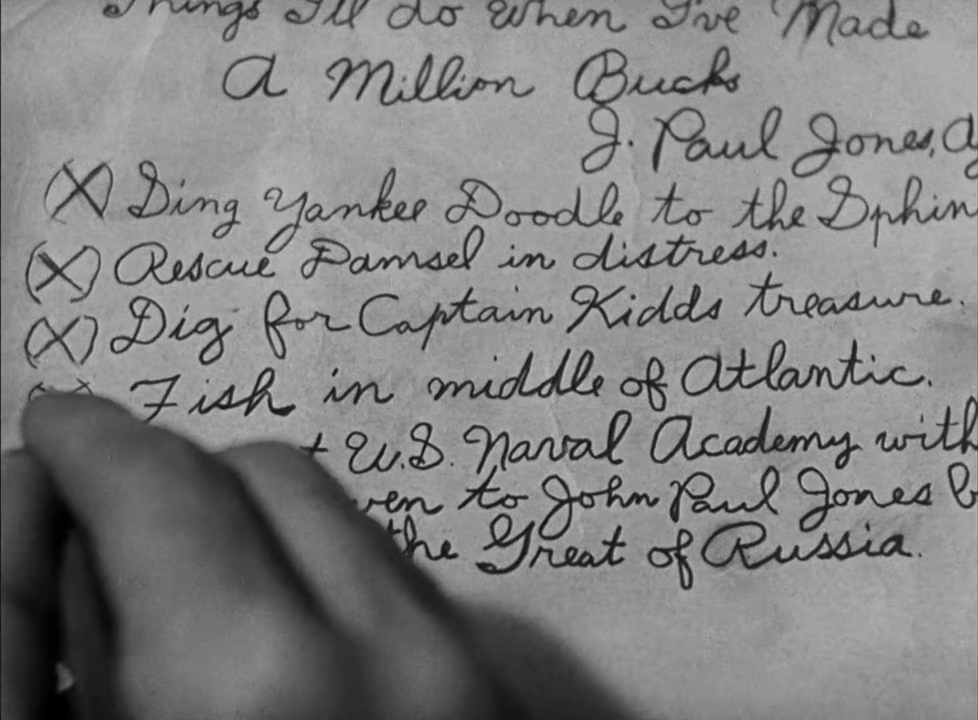 Things I'll do when I've Made
A Million Bucks
J. Paul Jones,
(X) Sing Yankee Doodle to the Sphin
(X) Rescue Damsel in distress.
(X) Dig for Captain Kidds treasure.
Fish in middle of Atlantic.
U.S. Naval Academy with
to John Paul Jones
the Great of Russia.